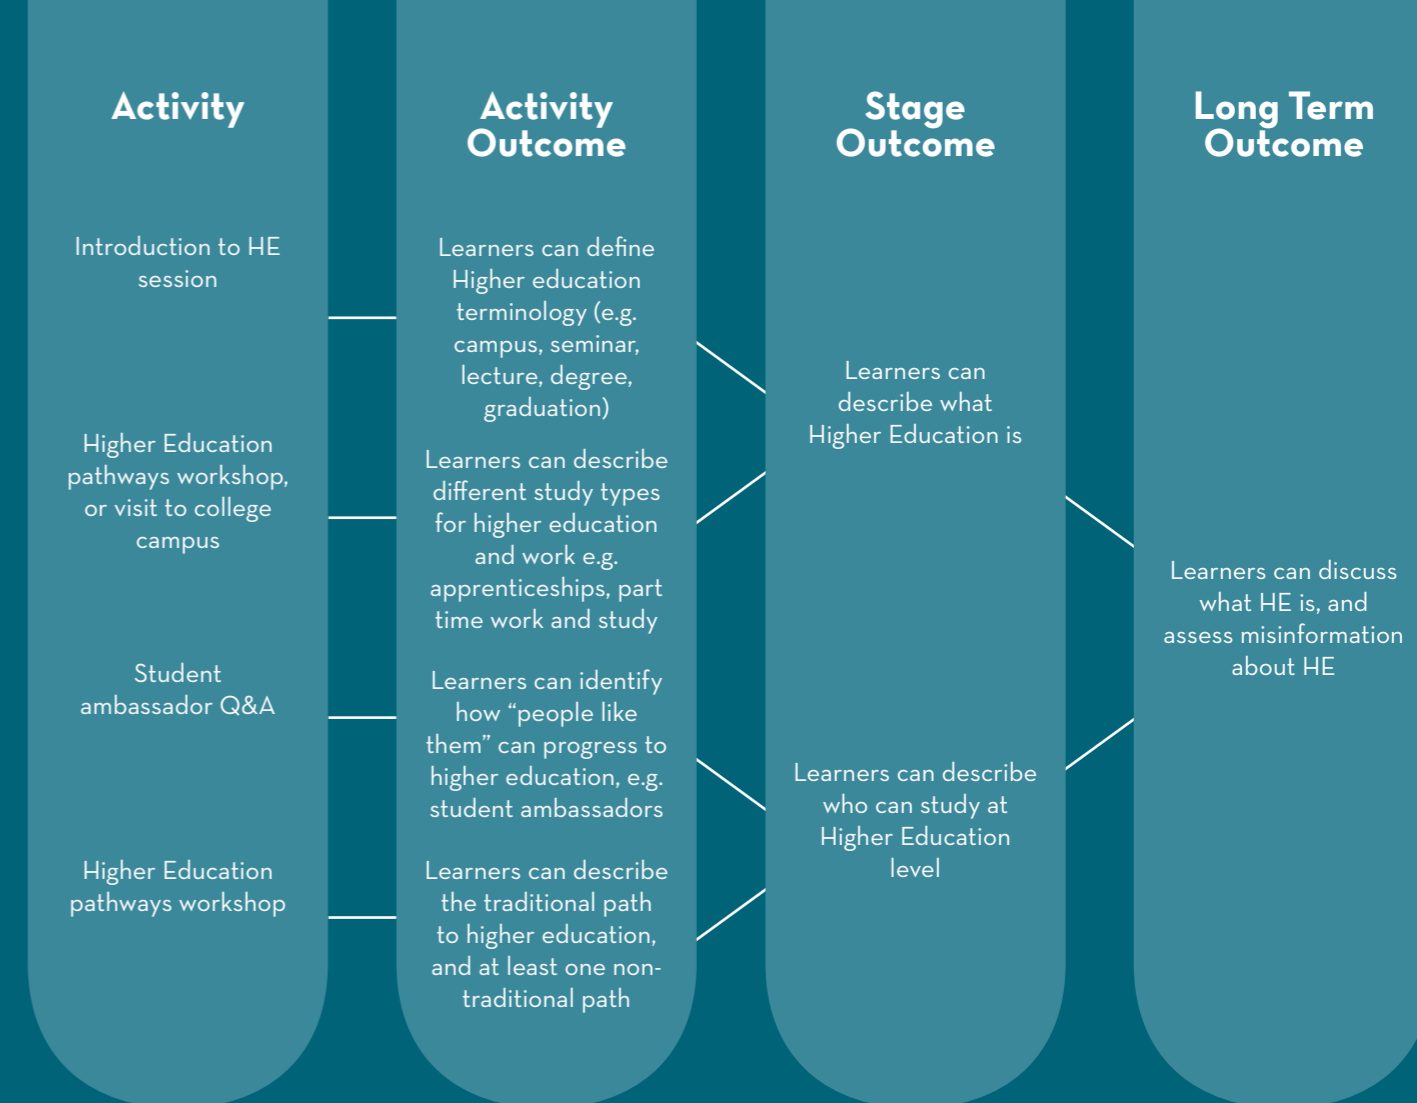 Activity
Introduction to HE
session
Higher Education
pathways workshop,
or visit to college
campus
Student
ambassador Q&A
Higher Education
pathways workshop
Activity
Outcome
Learners can define
Higher education
terminology (e.g.
campus, seminar,
lecture, degree,
graduation)
Learners can describe
different study types
for higher education
and work e.g.
apprenticeships, part
time work and study
Learners can identify
how “people like
them” can progress to
higher education, e.g.
student ambassadors
Learners can describe
the traditional path
to higher education,
and at least one non-
traditional path
Stage
Outcome
Learners can
describe what
Higher Education is
Learners can describe
who can study at
Higher Education
level
Long Term
Outcome
Learners can discuss
what HE is, and
assess misinformation
about HE